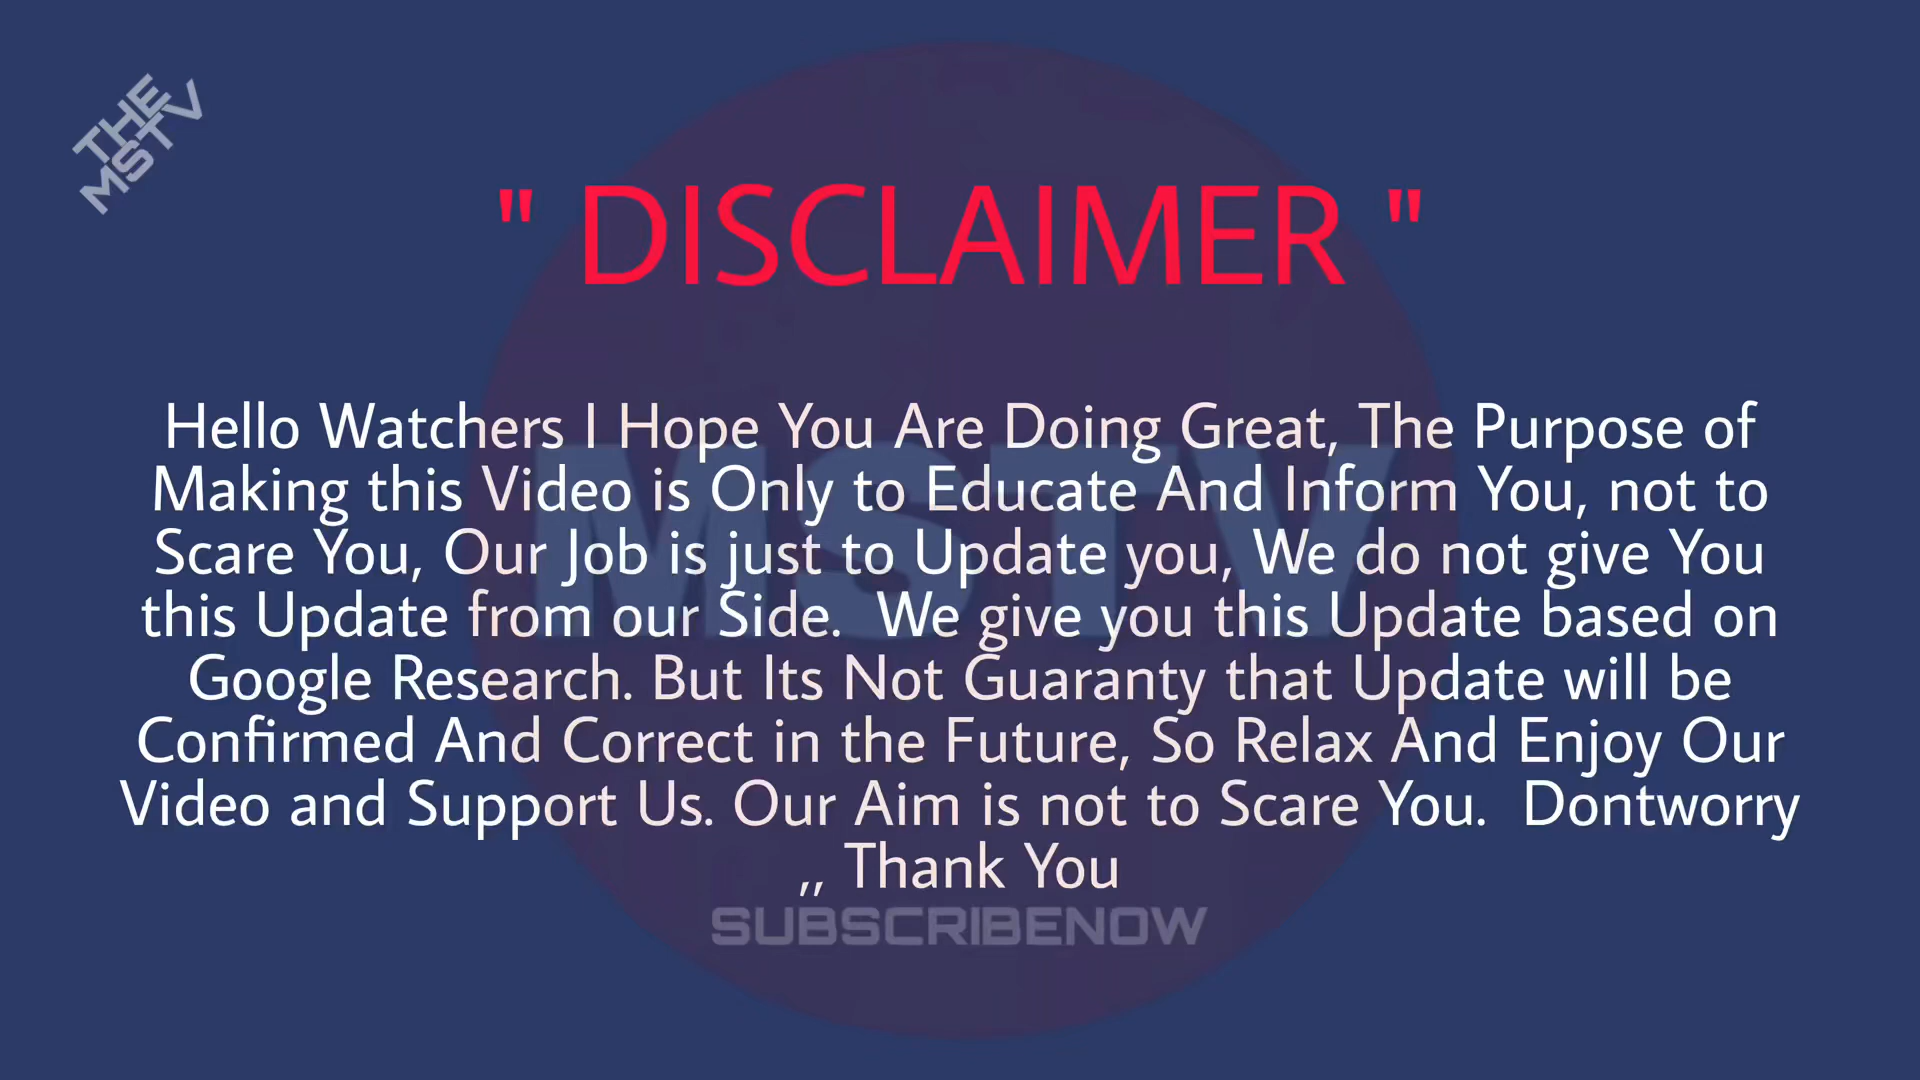 THE
MSTV
" DISCLAIMER "
Hello Watchers I Hope You Are Doing Great, The Purpose of
Making this Video is Only to Educate And Inform You, not to
Scare You, Our Job is just to Update you, We do not give You
this Update from our Side.  We give you this Update based on
Google Research. But Its Not Guaranty that Update will be
Confirmed And Correct in the Future, So Relax And Enjoy Our
Video and Support Us. Our Aim is not to Scare You.  Dontworry
,, Thank You
MSTV
SUBSCRIBENOW